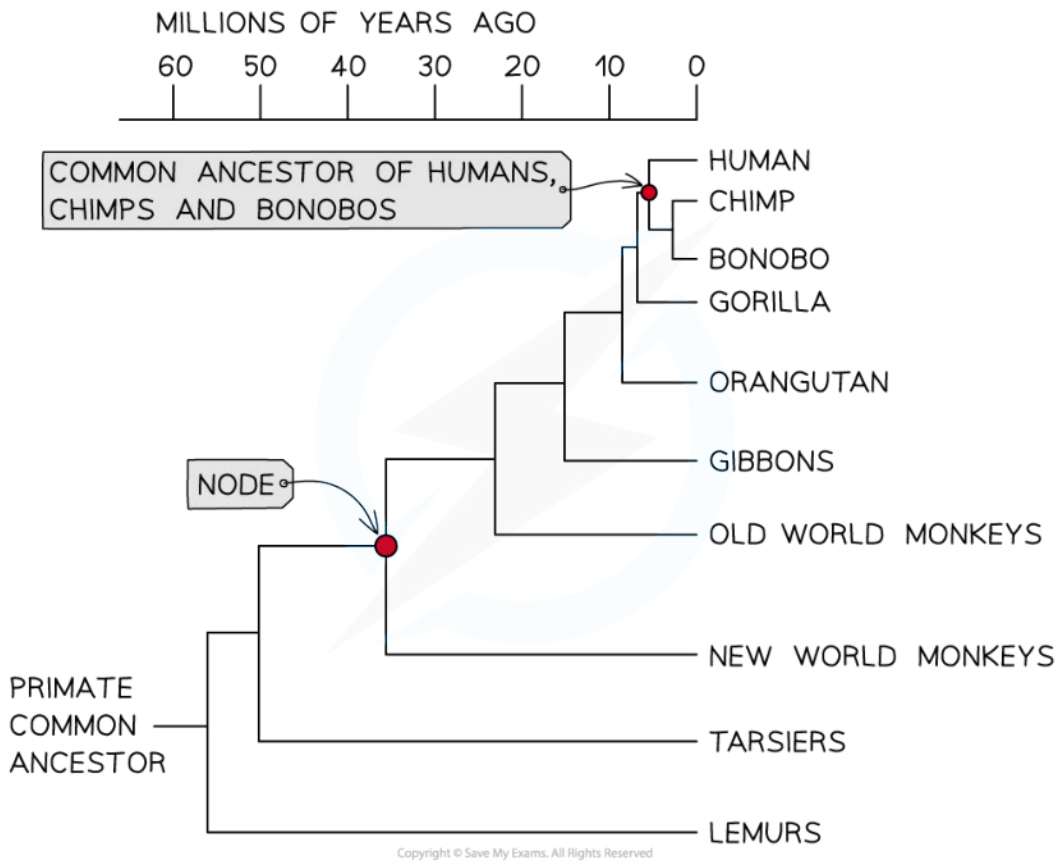 MILLIONS OF YEARS AGO
60 50 40 30 20 10 0
COMMON ANCESTOR OF HUMANS,
CHIMPS AND BONOBOS
HUMAN
CHIMP
BONOBO
GORILLA
ORANGUTAN
GIBBONS
NODE
OLD WORLD MONKEYS
NEW WORLD MONKEYS
PRIMATE
COMMON
ANCESTOR
TARSIERS
LEMURS
Copyright © Save My Exams. All Rights Reserved